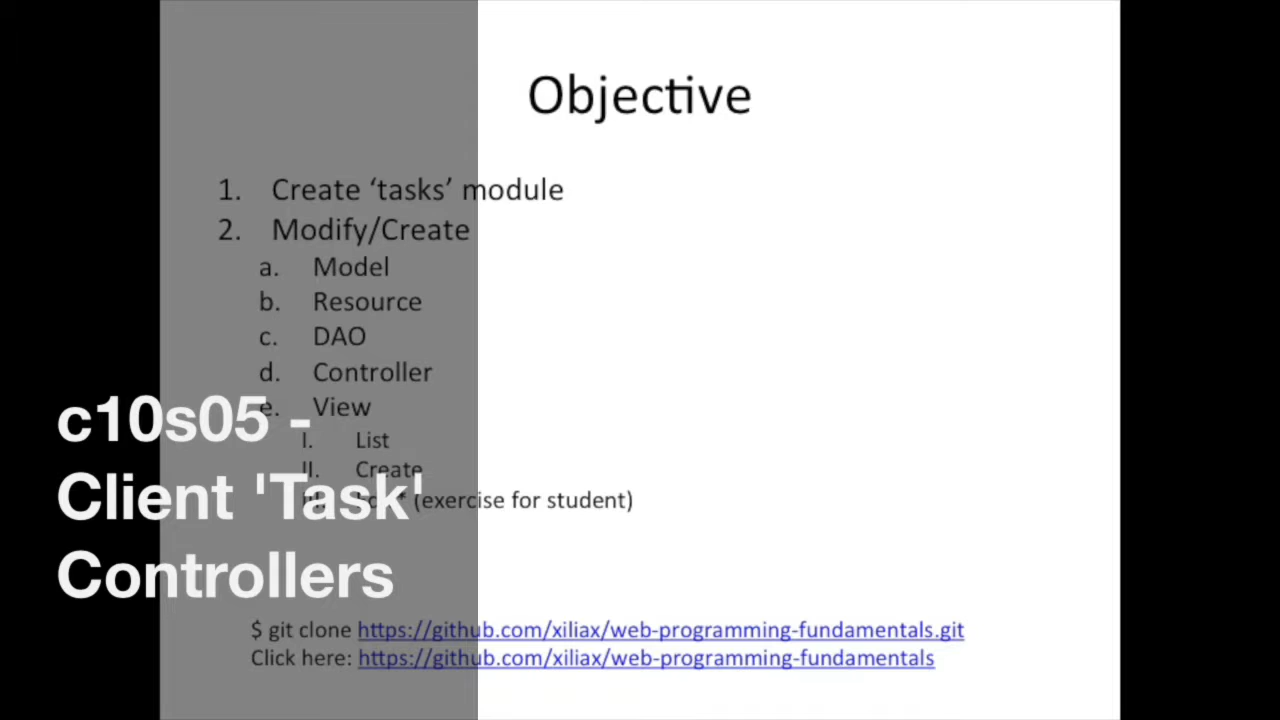 Objective
1. Create ‘tasks’ module
2. Modify/Create
a. Model
b. Resource
c. DAO
d. Controller
e. View
I. List
II. Create
(exercise for student)
c10s05 -
Client 'Task'
Controllers
$ git clone https://github.com/xiliax/web-programming-fundamentals.git
Click here: https://github.com/xiliax/web-programming-fundamentals